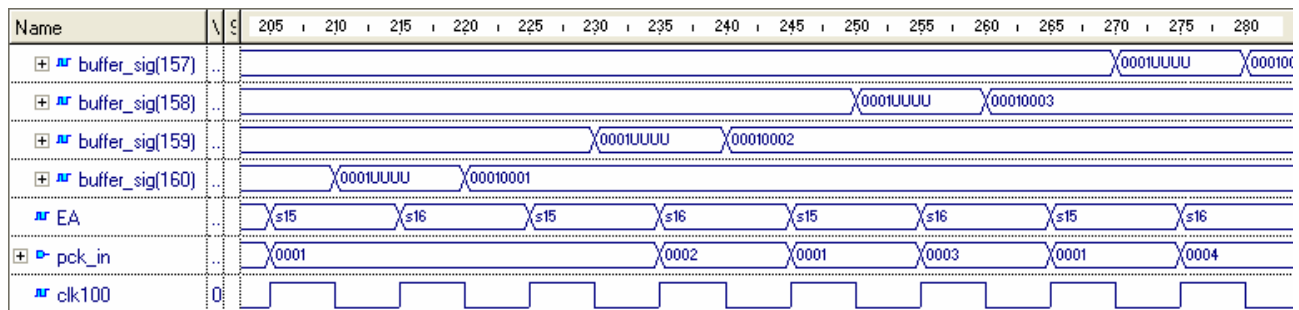 Name V S 205 210 215 220 225 230 235 240 245 250 255 260 265 270 275 280
buffer_sig(157) .. 0001UUUU 00010
buffer_sig(158) .. 0001UUUU 00010003
buffer_sig(159) .. 0001UUUU 00010002
buffer_sig(160) .. 0001UUUU 00010001
EA .. s15 s16 s15 s16 s15 s16 s15 s16
pck_in .. 0001 0002 0001 0003 0001 0004
clk100 0